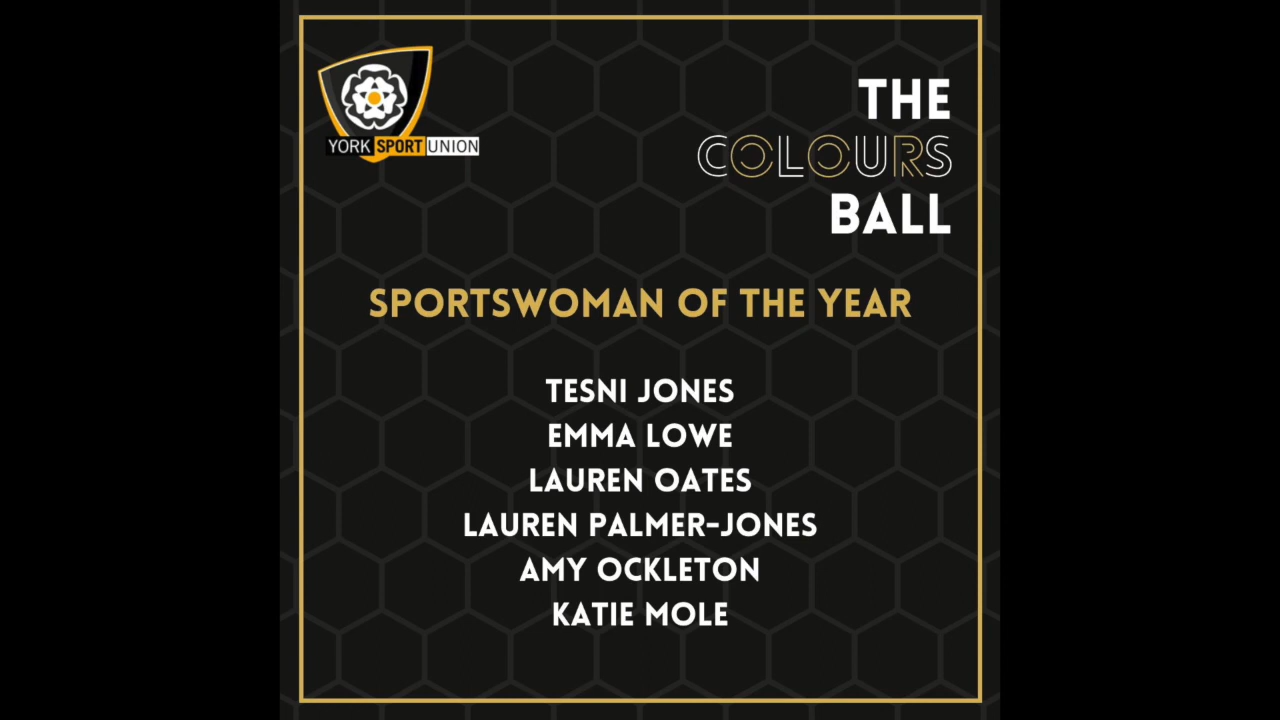 YORK SPORT UNION
THE
COLOURS
BALL
SPORTSWOMAN OF THE YEAR
TESNI JONES
EMMA LOWE
LAUREN OATES
LAUREN PALMER-JONES
AMY OCKLETON
KATIE MOLE